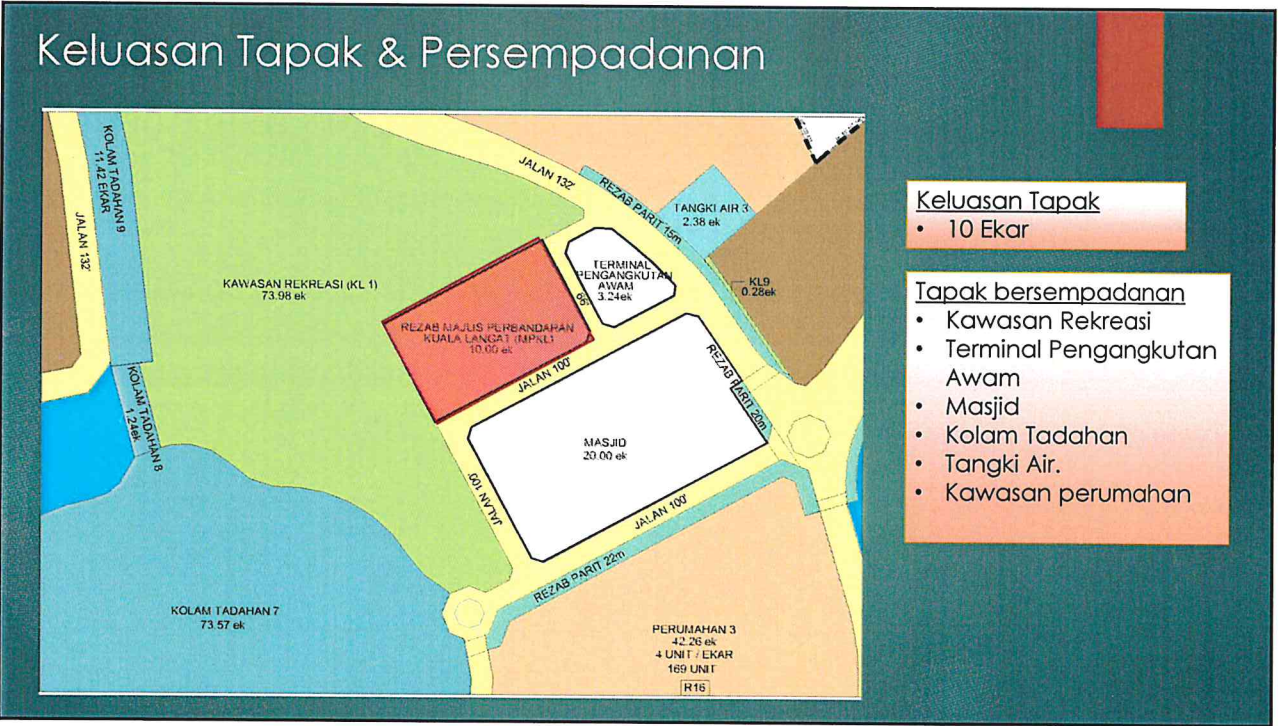 Keluasan Tapak & Persempadanan
KOLAM TADAHAN 9
11.42 EKAR
JALAN 132'
JALAN 132'
REZAB PARIT 15m
TANGKI AIR 3
2.38 ek
KAWASAN REKREASI (KL 1)
73.98 ek
TERMINAL
PENGANGKUTAN
AWAM
3.24ek
KL9
0.28ek
REZAB MAJLIS PERBANDARAN
KUALA LANGAT (MPKL)
10.00 ek
JALAN 100'
REZAB PARIT 20m
KOLAM TADAHAN 8
1.24ek
MASJID
20.00 ek
JALAN 100'
JALAN 100'
REZAB PARIT 22m
KOLAM TADAHAN 7
73.57 ek
PERUMAHAN 3
42.26 ek
4 UNIT / EKAR
169 UNIT
R16
Keluasan Tapak
• 10 Ekar
Tapak bersempadanan
• Kawasan Rekreasi
• Terminal Pengangkutan
Awam
• Masjid
• Kolam Tadahan
• Tangki Air.
• Kawasan perumahan